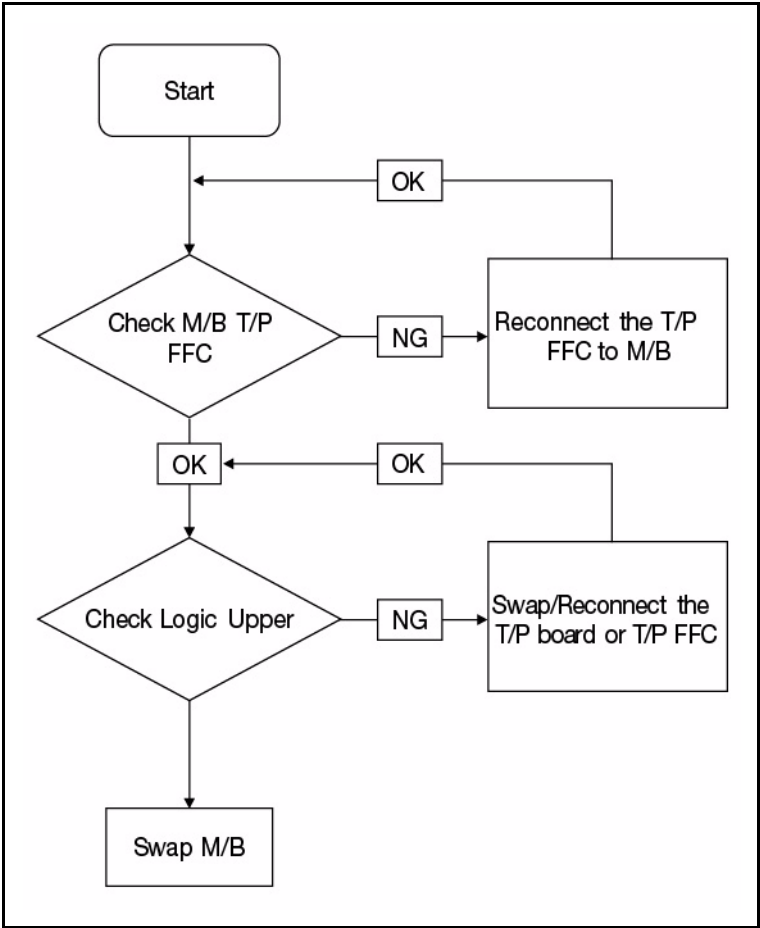 Start
OK
Check M/B T/P
FFC
NG
Reconnect the T/P
FFC to M/B
OK
OK
Check Logic Upper
NG
Swap/Reconnect the
T/P board or T/P FFC
Swap M/B